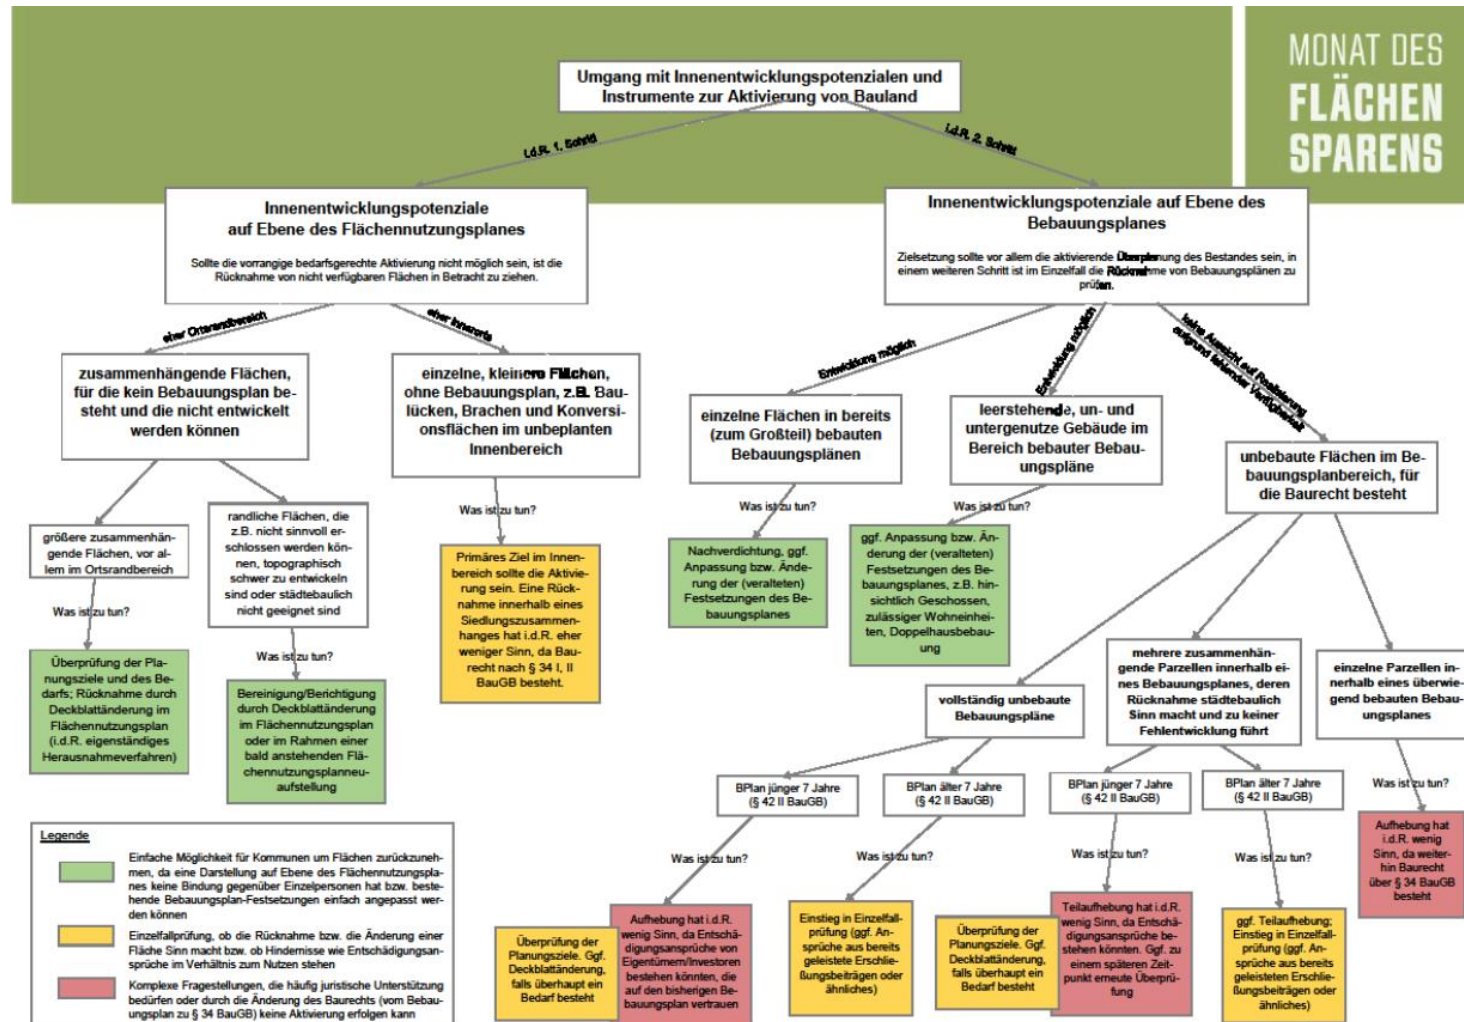 MONAT DES
FLÄCHEN
SPARENS
Umgang mit Innenentwicklungspotenzialen und
Instrumente zur Aktivierung von Bauland
i.d.R. 1. Schritt
i.d.R. 2. Schritt
Innenentwicklungspotenziale
auf Ebene des Flächennutzungsplanes
Sollte die vorrangige bedarfsgerechte Aktivierung nicht möglich sein, ist die
Rücknahme von nicht verfügbaren Flächen in Betracht zu ziehen.
Innenentwicklungspotenziale auf Ebene des
Bebauungsplanes
Zielsetzung sollte vor allem die aktivierende Überplanung des Bestandes sein, in
einem weiteren Schritt ist im Einzelfall die Rücknahme von Bebauungsplänen zu
prüfen.
eher Ortsrandbereich
eher Innerorts
Entwicklung möglich
Entwicklung möglich
keine Aussicht auf Realisierung
aufgrund fehlender Verfügbarkeit
zusammenhängende Flächen,
für die kein Bebauungsplan be-
steht und die nicht entwickelt
werden können
einzelne, kleinere Flächen,
ohne Bebauungsplan, z.B. Bau-
lücken, Brachen und Konversi-
onsflächen im unbeplanten
Innenbereich
einzelne Flächen in bereits
(zum Großteil) bebauten
Bebauungsplänen
leerstehende, un- und
untergenutze Gebäude im
Bereich bebauter Bebau-
ungspläne
unbebaute Flächen im Be-
bauungsplanbereich, für
die Baurecht besteht
größere zusammenhän-
gende Flächen, vor al-
lem im Ortsrandbereich
randliche Flächen, die
z.B. nicht sinnvoll er-
schlossen werden kön-
nen, topographisch
schwer zu entwickeln
sind oder städtebaulich
nicht geeignet sind
Was ist zu tun?
Primäres Ziel im Innen-
bereich sollte die Aktivie-
rung sein. Eine Rück-
nahme innerhalb eines
Siedlungszusammen-
hanges hat i.d.R. eher
weniger Sinn, da Bau-
recht nach § 34 I, II
BauGB besteht.
Was ist zu tun?
Nachverdichtung, ggf.
Anpassung bzw. Ände-
rung der (veralteten)
Festsetzungen des Be-
bauungsplanes
Was ist zu tun?
ggf. Anpassung bzw. Än-
derung der (veralteten)
Festsetzungen des Be-
bauungsplanes, z.B. hin-
sichtlich Geschossen,
zulässiger Wohneinhei-
ten, Doppelhausbebau-
ung
Was ist zu tun?
Überprüfung der Pla-
nungsziele und des Be-
darfs; Rücknahme durch
Deckblattänderung im
Flächennutzungsplan
(i.d.R. eigenständiges
Herausnahmeverfahren)
Was ist zu tun?
Bereinigung/Berichtigung
durch Deckblattänderung
im Flächennutzungsplan
oder im Rahmen einer
bald anstehenden Flä-
chennutzungsplanneu-
aufstellung
vollständig unbebaute
Bebauungspläne
mehrere zusammenhän-
gende Parzellen innerhalb ei-
nes Bebauungsplanes, deren
Rücknahme städtebaulich
Sinn macht und zu keiner
Fehlentwicklung führt
einzelne Parzellen in-
nerhalb eines überwie-
gend bebauten Bebau-
ungsplanes
BPlan jünger 7 Jahre
(§ 42 II BauGB)
BPlan älter 7 Jahre
(§ 42 II BauGB)
BPlan jünger 7 Jahre
(§ 42 II BauGB)
BPlan älter 7 Jahre
(§ 42 II BauGB)
Was ist zu tun?
Aufhebung hat
i.d.R. wenig
Sinn, da weiter-
hin Baurecht
über § 34 BauGB
besteht
Was ist zu tun?
Was ist zu tun?
Was ist zu tun?
Was ist zu tun?
Überprüfung der
Planungsziele. Ggf.
Deckblattänderung,
falls überhaupt ein
Bedarf besteht
Aufhebung hat i.d.R.
wenig Sinn, da Entschä-
digungsansprüche von
Eigentümern/Investoren
bestehen könnten, die
auf den bisherigen Be-
bauungsplan vertrauen
Einstieg in Einzelfall-
prüfung (ggf. An-
sprüche aus bereits
geleistete Erschlie-
ßungsbeiträgen oder
ähnliches)
Überprüfung der
Planungsziele. Ggf.
Deckblattänderung,
falls überhaupt ein
Bedarf besteht
Teilaufhebung hat i.d.R.
wenig Sinn, da Entschä-
digungsansprüche be-
stehen könnten. Ggf. zu
einem späteren Zeit-
punkt erneute Überprü-
fung
ggf. Teilaufhebung;
Einstieg in Einzelfall-
prüfung (ggf. An-
sprüche aus bereits
geleisteten Erschlie-
ßungsbeiträgen oder
ähnliches)
Legende
Einfache Möglichkeit für Kommunen um Flächen zurückzuneh-
men, da eine Darstellung auf Ebene des Flächennutzungspla-
nes keine Bindung gegenüber Einzelpersonen hat bzw. beste-
hende Bebauungsplan-Festsetzungen einfach angepasst wer-
den können
Einzelfallprüfung, ob die Rücknahme bzw. die Änderung einer
Fläche Sinn macht bzw. ob Hindernisse wie Entschädigungsan-
sprüche im Verhältnis zum Nutzen stehen
Komplexe Fragestellungen, die häufig juristische Unterstützung
bedürfen oder durch die Änderung des Baurechts (vom Bebau-
ungsplan zu § 34 BauGB) keine Aktivierung erfolgen kann